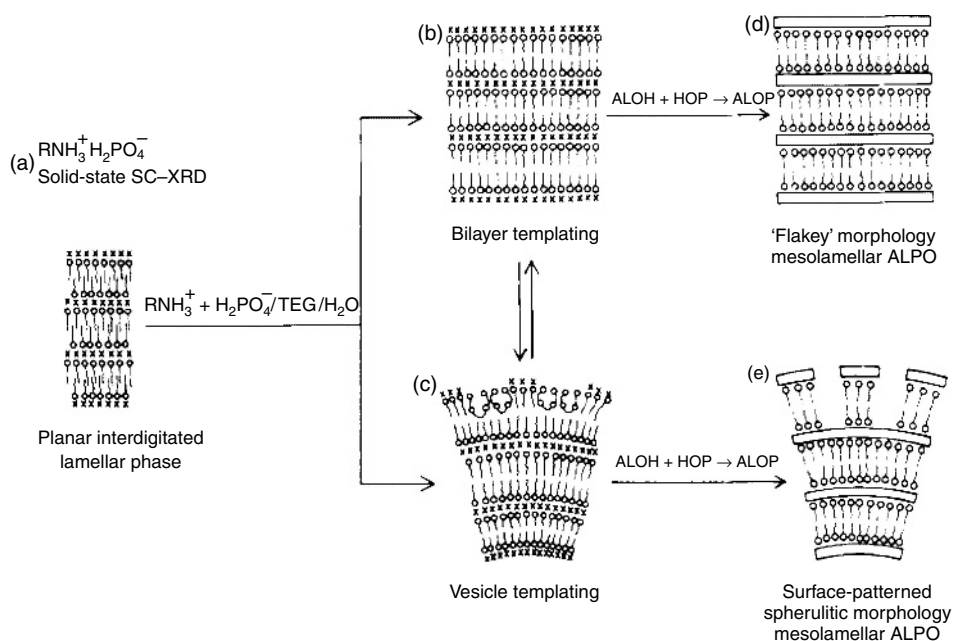 (a) RNH₃⁺H₂PO₄⁻
Solid-state SC–XRD
Planar interdigitated
lamellar phase
RNH₃⁺ + H₂PO₄⁻/TEG/H₂O
(b)
Bilayer templating
ALOH + HOP → ALOP
(d)
'Flakey' morphology
mesolamellar ALPO
(c)
Vesicle templating
ALOH + HOP → ALOP
(e)
Surface-patterned
spherulitic morphology
mesolamellar ALPO